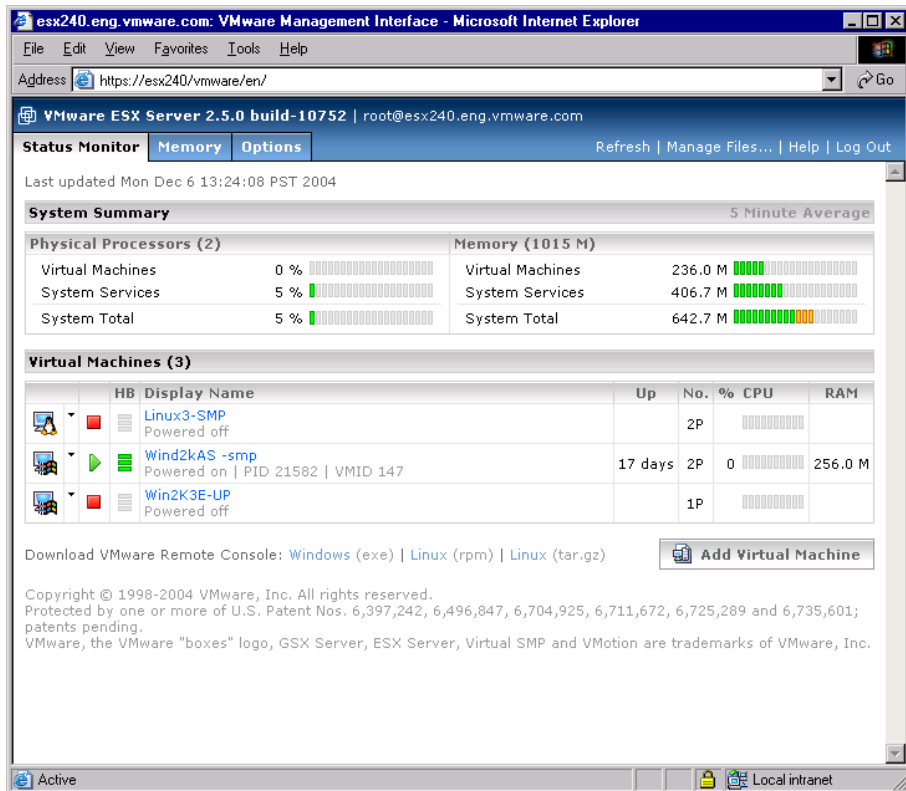 esx240.eng.vmware.com: VMware Management Interface - Microsoft Internet Explorer
File Edit View Favorites Tools Help
Address https://esx240/vmware/en/ Go
VMware ESX Server 2.5.0 build-10752 | root@esx240.eng.vmware.com
Status Monitor Memory Options Refresh | Manage Files... | Help | Log Out
Last updated Mon Dec 6 13:24:08 PST 2004
System Summary 5 Minute Average
Physical Processors (2) Memory (1015 M)
Virtual Machines 0 % Virtual Machines 236.0 M
System Services 5 % System Services 406.7 M
System Total 5 % System Total 642.7 M
Virtual Machines (3)
HB Display Name Up No. % CPU RAM
Linux3-SMP
Powered off 2P
Wind2kAS -smp
Powered on | PID 21582 | VMID 147 17 days 2P 0 256.0 M
Win2K3E-UP
Powered off 1P
Download VMware Remote Console: Windows (exe) | Linux (rpm) | Linux (tar.gz) Add Virtual Machine
Copyright © 1998-2004 VMware, Inc. All rights reserved.
Protected by one or more of U.S. Patent Nos. 6,397,242, 6,496,847, 6,704,925, 6,711,672, 6,725,289 and 6,735,601;
patents pending.
VMware, the VMware "boxes" logo, GSX Server, ESX Server, Virtual SMP and VMotion are trademarks of VMware, Inc.
Active Local intranet